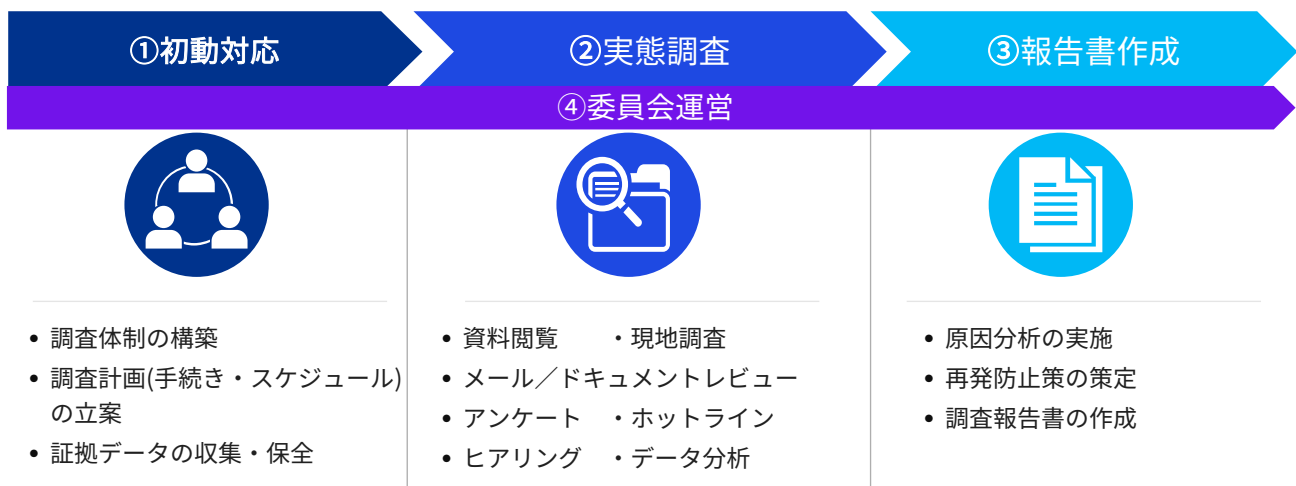 ①初動対応
②実態調査
③報告書作成
④委員会運営
• 調査体制の構築
• 調査計画(手続き・スケジュール)
の立案
• 証拠データの収集・保全
• 資料閲覧 ・現地調査
• メール／ドキュメントレビュー
• アンケート ・ホットライン
• ヒアリング ・データ分析
• 原因分析の実施
• 再発防止策の策定
• 調査報告書の作成